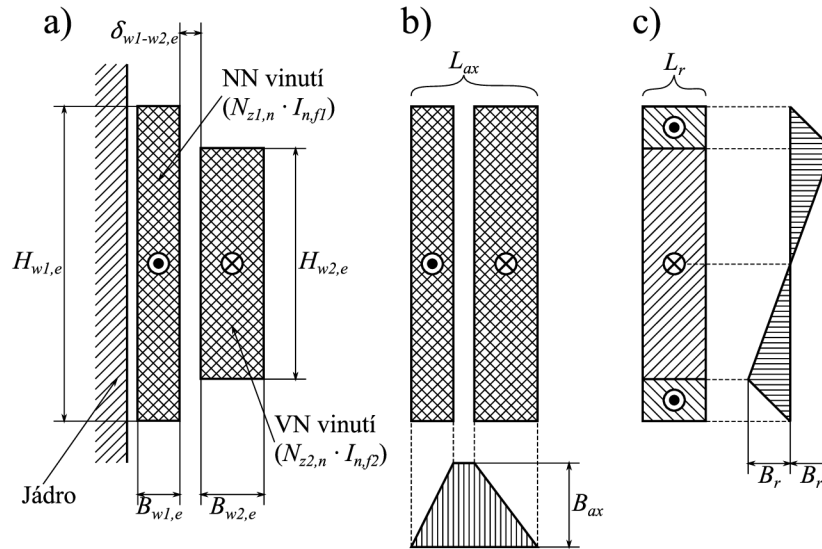 a)
b)
c)
δw1-w2,e
NN vinutí
(Nz1,n · In,f1)
Lax
Lr
Hw1,e
Hw2,e
VN vinutí
(Nz2,n · In,f2)
Jádro
Bw1,e
Bw2,e
Bax
Br
Br